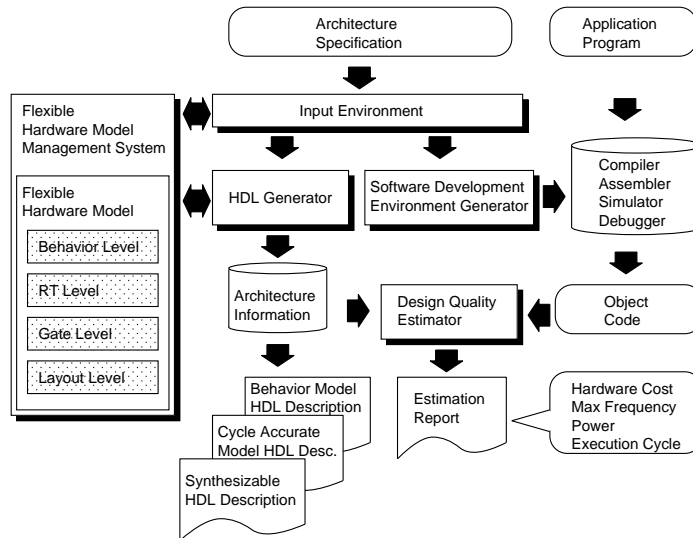 Architecture
Specification
Application
Program
Flexible
Hardware Model
Management System
Input Environment
Flexible
Hardware Model
Behavior Level
RT Level
Gate Level
Layout Level
HDL Generator
Software Development
Environment Generator
Compiler
Assembler
Simulator
Debugger
Architecture
Information
Design Quality
Estimator
Object
Code
Behavior Model
HDL Description
Cycle Accurate
Model HDL Desc.
Synthesizable
HDL Description
Estimation
Report
Hardware Cost
Max Frequency
Power
Execution Cycle